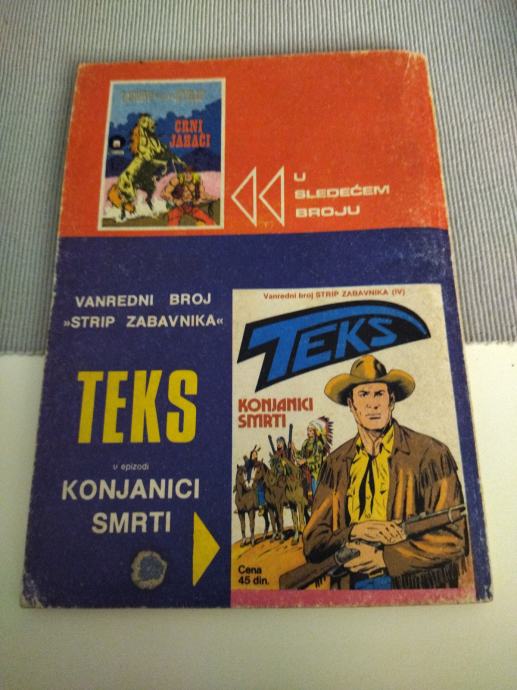 CRNI
JAHAČI
U
SLEDEĆEM
BROJU
VANREDNI BROJ
»STRIP ZABAVNIKA«
TEKS
u epizodi
KONJANICI
SMRTI
Vanredni broj STRIP ZABAVNIKA (IV)
TEKS
KONJANICI
SMRTI
Cena
45 din.